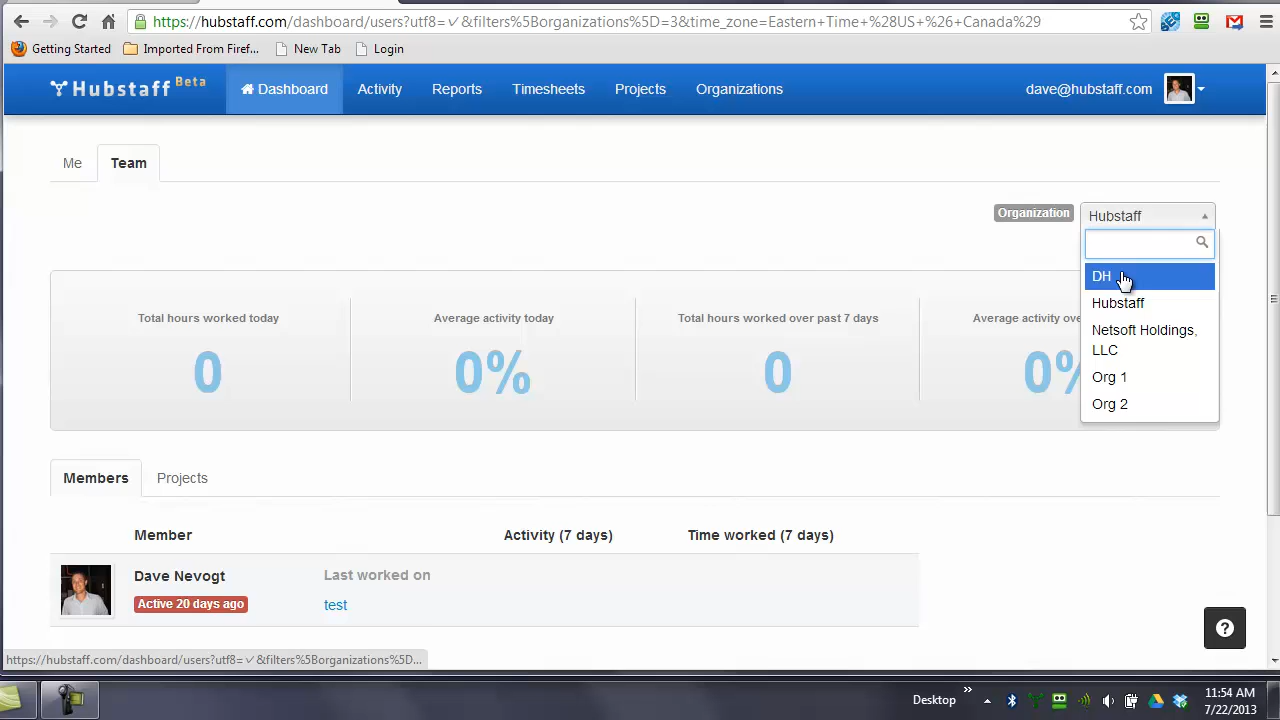 https://hubstaff.com/dashboard/users?utf8=✓&filters%5Borganizations%5D=3&time_zone=Eastern+Time+%28US+%26+Canada%29
Getting Started Imported From Firef... New Tab Login
Hubstaff Beta Dashboard Activity Reports Timesheets Projects Organizations dave@hubstaff.com
Me Team
Organization Hubstaff
DH
Hubstaff
Netsoft Holdings,
LLC
Org 1
Org 2
Total hours worked today Average activity today Total hours worked over past 7 days Average activity ove
0 0% 0 0%
Members Projects
Member Activity (7 days) Time worked (7 days)
Dave Nevogt Last worked on
Active 20 days ago test
?
https://hubstaff.com/dashboard/users?utf8=✓&filters%5Borganizations%5D...
Desktop » 11:54 AM
7/22/2013